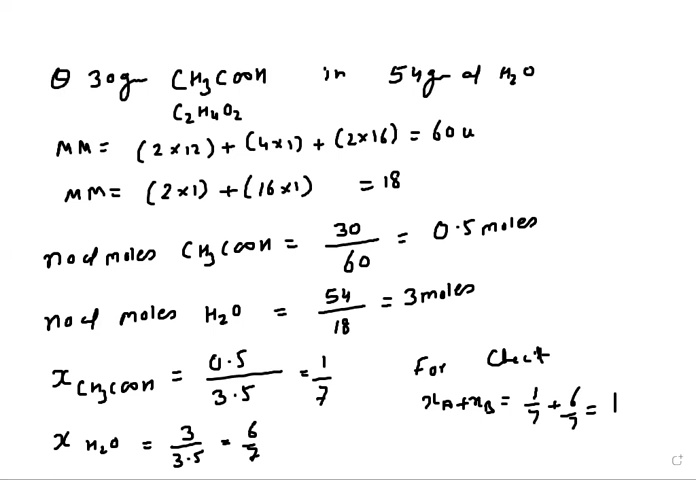 Θ 30gm CH3COOH in 54gm of H2O
C2H4O2
MM = (2×12) + (4×1) + (2×16) = 60u
MM = (2×1) + (16×1) = 18
no of moles CH3COOH = 30/60 = 0.5 moles
no of moles H2O = 54/18 = 3 moles
x CH3COOH = 0.5/3.5 = 1/7
For Check
xA + xB = 1/7 + 6/7 = 1
x H2O = 3/3.5 = 6/7